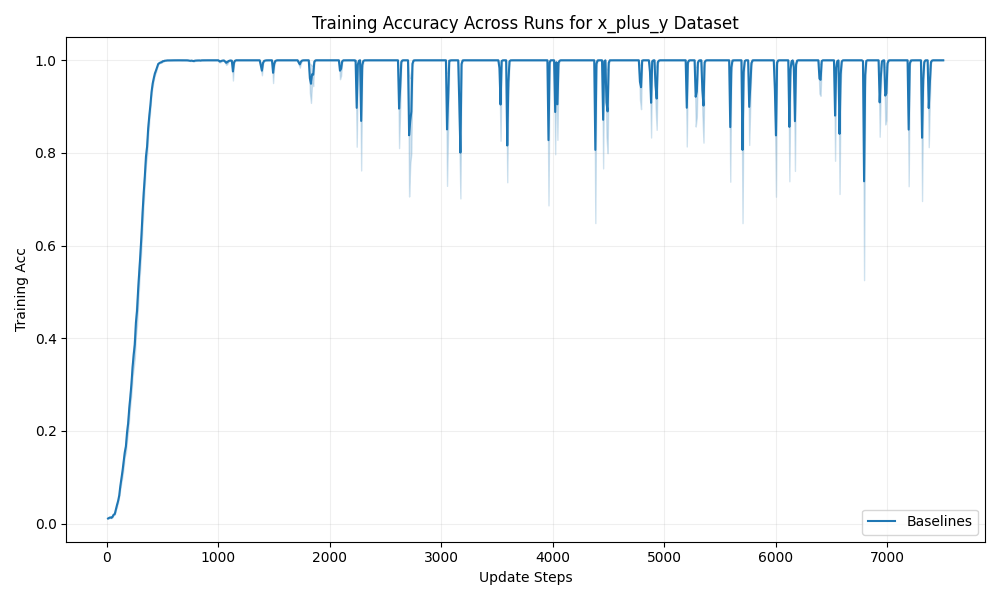 Training Accuracy Across Runs for x_plus_y Dataset
Training Acc
1.0
0.8
0.6
0.4
0.2
0.0
0 1000 2000 3000 4000 5000 6000 7000
Update Steps
Baselines